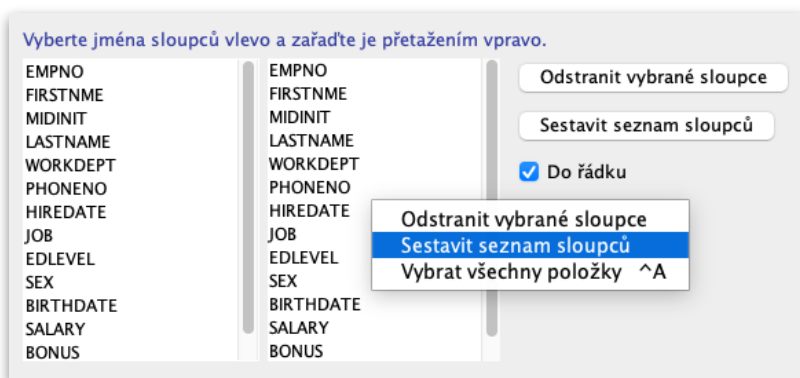 Vyberte jména sloupců vlevo a zařaďte je přetažením vpravo.
EMPNO
FIRSTNME
MIDINIT
LASTNAME
WORKDEPT
PHONENO
HIREDATE
JOB
EDLEVEL
SEX
BIRTHDATE
SALARY
BONUS
EMPNO
FIRSTNME
MIDINIT
LASTNAME
WORKDEPT
PHONENO
HIREDATE
JOB
EDLEVEL
SEX
BIRTHDATE
SALARY
BONUS
Odstranit vybrané sloupce
Sestavit seznam sloupců
Do řádku
Odstranit vybrané sloupce
Sestavit seznam sloupců
Vybrat všechny položky ^A